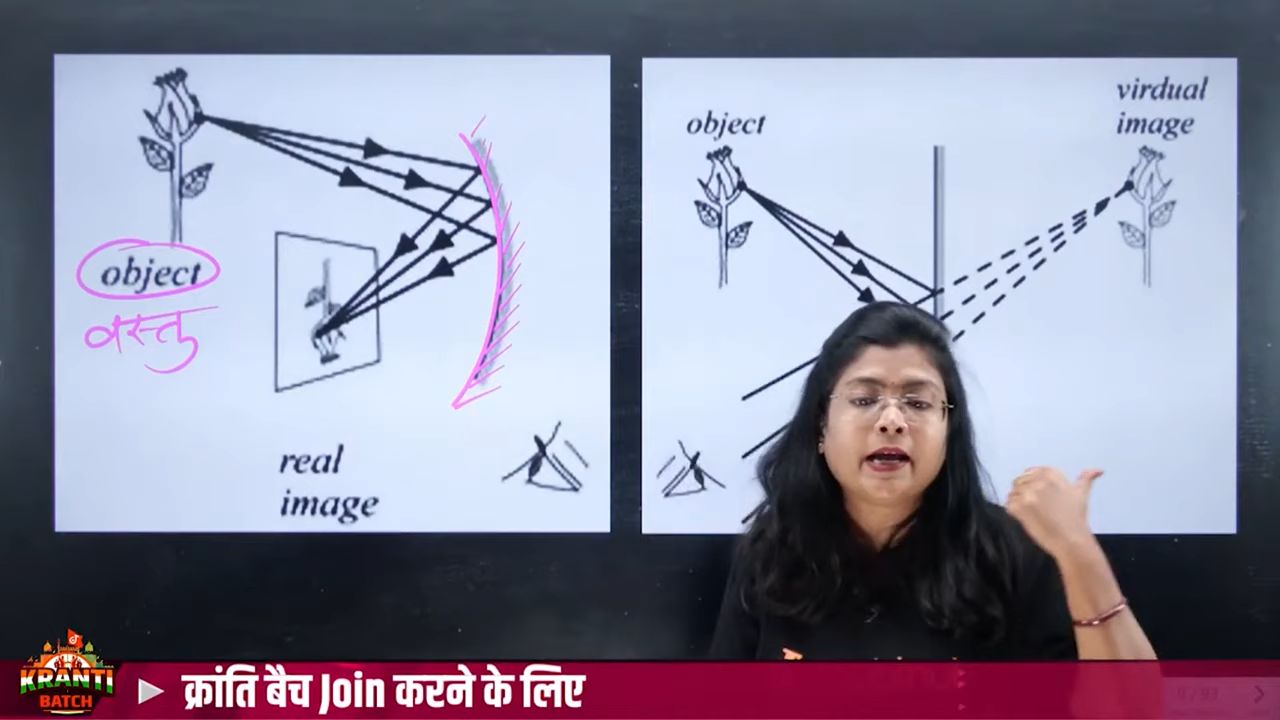 object
वस्तु
real
image
object
virdual
image
KRANTI
BATCH
क्रांति बैच Join करने के लिए